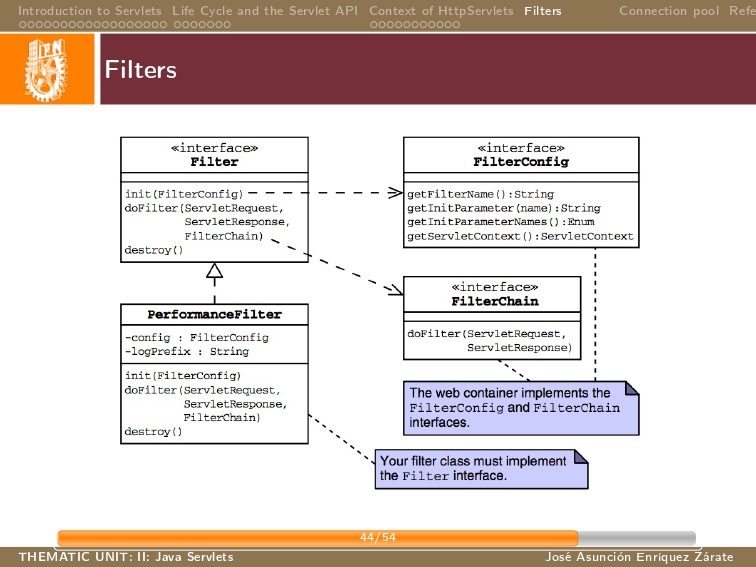 Introduction to Servlets Life Cycle and the Servlet API Context of HttpServlets Filters Connection pool Refe
IPN
Filters
«interface»
Filter
init(FilterConfig)
doFilter(ServletRequest,
ServletResponse,
FilterChain)
destroy()
«interface»
FilterConfig
getFilterName():String
getInitParameter(name):String
getInitParameterNames():Enum
getServletContext():ServletContext
«interface»
FilterChain
doFilter(ServletRequest,
ServletResponse)
PerformanceFilter
-config : FilterConfig
-logPrefix : String
init(FilterConfig)
doFilter(ServletRequest,
ServletResponse,
FilterChain)
destroy()
The web container implements the
FilterConfig and FilterChain
interfaces.
Your filter class must implement
the Filter interface.
44/54
THEMATIC UNIT: II: Java Servlets José Asunción Enríquez Zárate